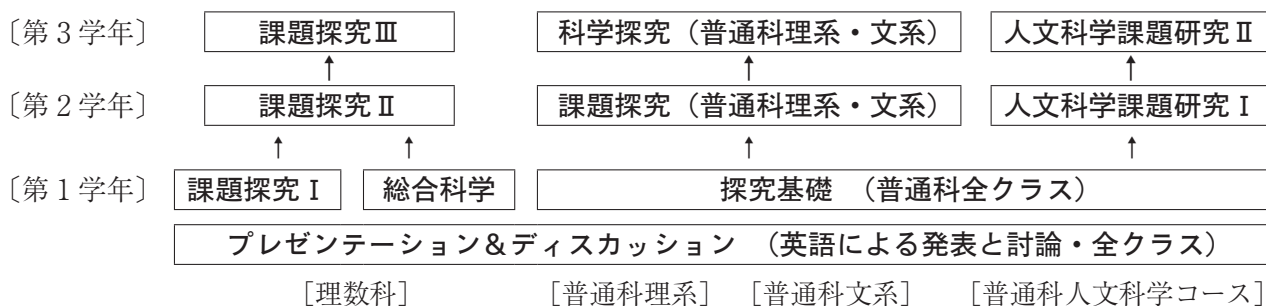 〔第3学年〕 課題探究Ⅲ 科学探究（普通科理系・文系） 人文科学課題研究Ⅱ
〔第2学年〕 課題探究Ⅱ 課題探究（普通科理系・文系） 人文科学課題研究Ⅰ
〔第1学年〕 課題探究Ⅰ 総合科学 探究基礎 （普通科全クラス）
プレゼンテーション＆ディスカッション （英語による発表と討論・全クラス）
［理数科］ ［普通科理系］ ［普通科文系］ ［普通科人文科学コース］